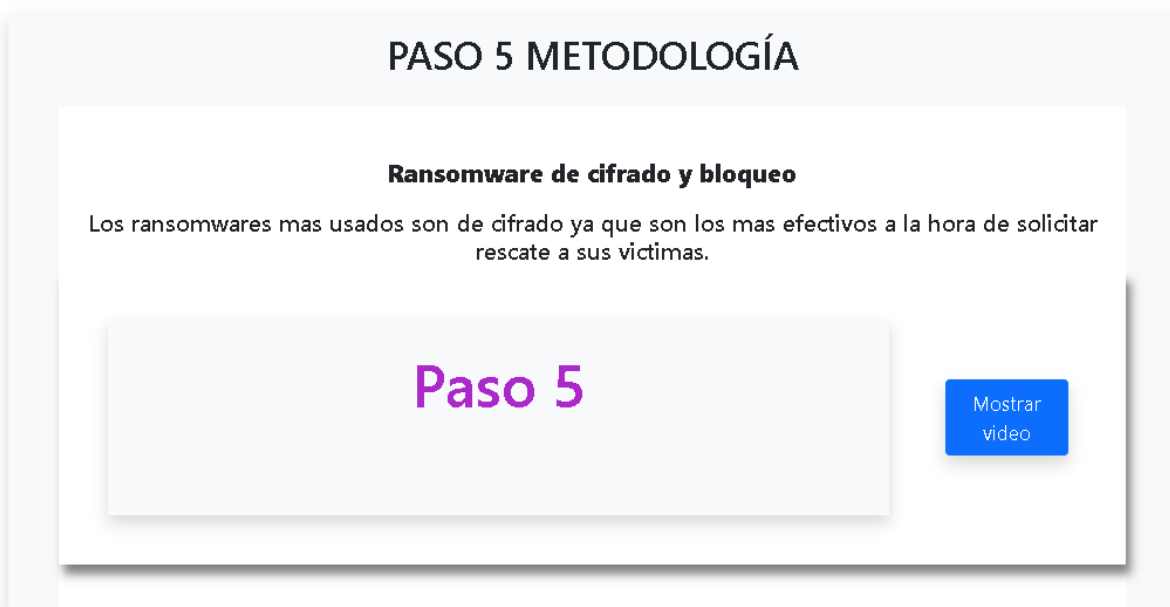 PASO 5 METODOLOGÍA
Ransomware de cifrado y bloqueo
Los ransomwares mas usados son de cifrado ya que son los mas efectivos a la hora de solicitar
rescate a sus victimas.
Paso 5
Mostrar
video